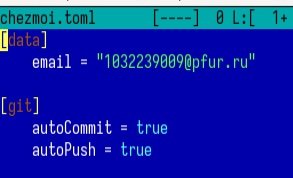 chezmoi.toml [----] 0 L:[ 1+
[data]
email = "1032239009@pfur.ru"
[git]
autoCommit = true
autoPush = true